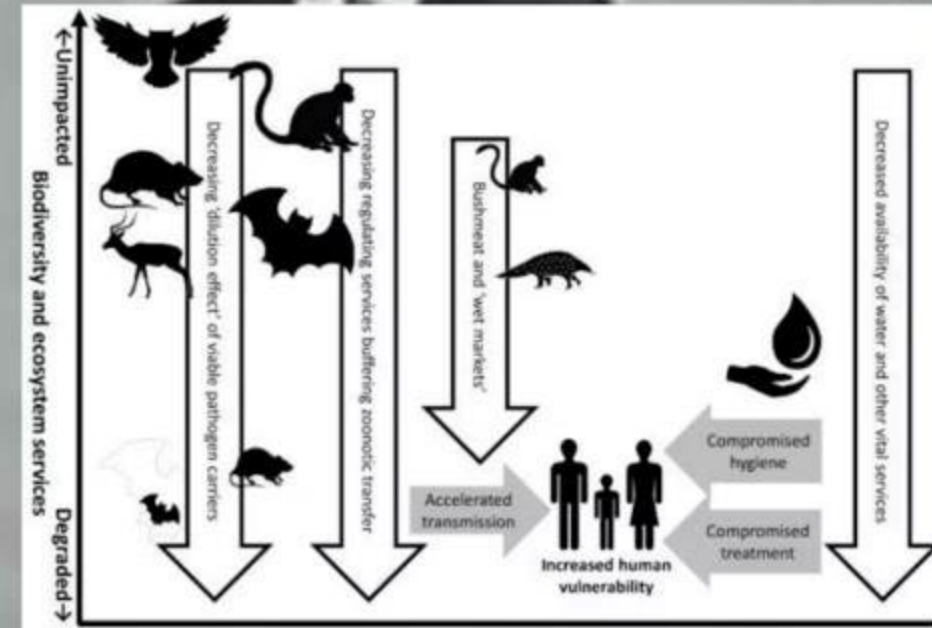 ←Unimpacted
Biodiversity and ecosystem services
Degraded→
Decreasing 'dilution effect' of viable pathogen carriers
Decreasing regulating services buffering zoonotic transfer
Bushmeat and 'wet markets'
Decreased availability of water and other vital services
Accelerated
transmission
Compromised
hygiene
Compromised
treatment
Increased human
vulnerability